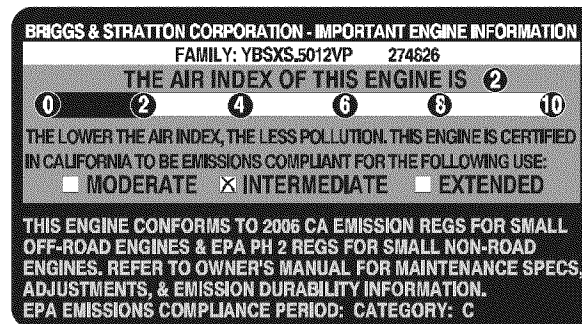 BRIGGS & STRATTON CORPORATION - IMPORTANT ENGINE INFORMATION
FAMILY: YBSXS.5012VP 274826
THE AIR INDEX OF THIS ENGINE IS 2
0 2 4 6 8 10
THE LOWER THE AIR INDEX, THE LESS POLLUTION. THIS ENGINE IS CERTIFIED
IN CALIFORNIA TO BE EMISSIONS COMPLIANT FOR THE FOLLOWING USE:
MODERATE INTERMEDIATE EXTENDED
THIS ENGINE CONFORMS TO 2006 CA EMISSION REGS FOR SMALL
OFF-ROAD ENGINES & EPA PH 2 REGS FOR SMALL NON-ROAD
ENGINES. REFER TO OWNER'S MANUAL FOR MAINTENANCE SPECS,
ADJUSTMENTS, & EMISSION DURABILITY INFORMATION.
EPA EMISSIONS COMPLIANCE PERIOD: CATEGORY: C